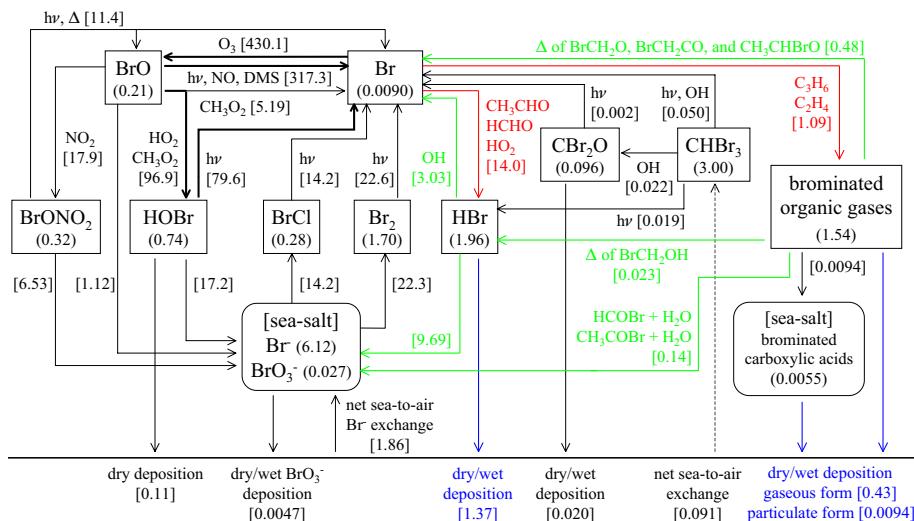 hν, Δ [11.4]
O₃ [430.1]
Δ of BrCH₂O, BrCH₂CO, and CH₃CHBrO [0.48]
BrO
(0.21)
hν, NO, DMS [317.3]
CH₃O₂ [5.19]
Br
(0.0090)
CH₃CHO
HCHO
HO₂
[14.0]
hν
[0.002]
hν, OH
[0.050]
C₃H₆
C₂H₄
[1.09]
NO₂
[17.9]
HO₂
CH₃O₂
[96.9]
hν
[79.6]
hν
[14.2]
hν
[22.6]
OH
[3.03]
CBr₂O
(0.096)
OH
[0.022]
CHBr₃
(3.00)
hν [0.019]
BrONO₂
(0.32)
HOBr
(0.74)
BrCl
(0.28)
Br₂
(1.70)
HBr
(1.96)
brominated
organic gases
(1.54)
Δ of BrCH₂OH
[0.023]
[6.53]
[1.12]
[17.2]
[14.2]
[22.3]
[0.0094]
[sea-salt]
Br⁻ (6.12)
BrO₃⁻ (0.027)
[9.69]
HCOBr + H₂O
CH₃COBr + H₂O
[0.14]
[sea-salt]
brominated
carboxylic acids
(0.0055)
net sea-to-air
Br⁻ exchange
[1.86]
dry deposition
[0.11]
dry/wet BrO₃⁻
deposition
[0.0047]
dry/wet
deposition
[1.37]
dry/wet
deposition
[0.020]
net sea-to-air
exchange
[0.091]
dry/wet deposition
gaseous form [0.43]
particulate form [0.0094]